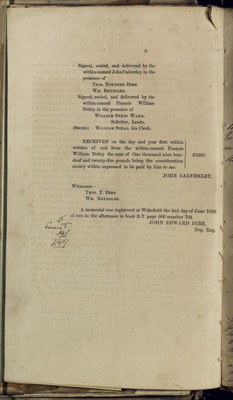 Signed, sealed, and delivered by the
within-named John Calverley in the
presence of
THOS. TOWNEND DIBB
WM. REYNOLDS.
Signed, sealed, and delivered by the
within-named Francis William
Tetley in the presence of
WILLIAM SYKES WARD,
Solicitor, Leeds,
WILLIAM STEAD, his Clerk.
RECEIVED on the day and year first within
written of and from the within-named Francis
William Tetley the sum of One thousand nine hun-
dred and twenty-five pounds being the consideration
money within expressed to be paid by him to me
£1925
JOHN CALVERLEY.
Witnesses—
THOS. T. DIBB
WM. REYNOLDS.
A memorial was registered at Wakefield the 2nd day of June
at two in the afternoon in book R.T. page number
JOHN EDWARD DIBB,
Dep. Reg.